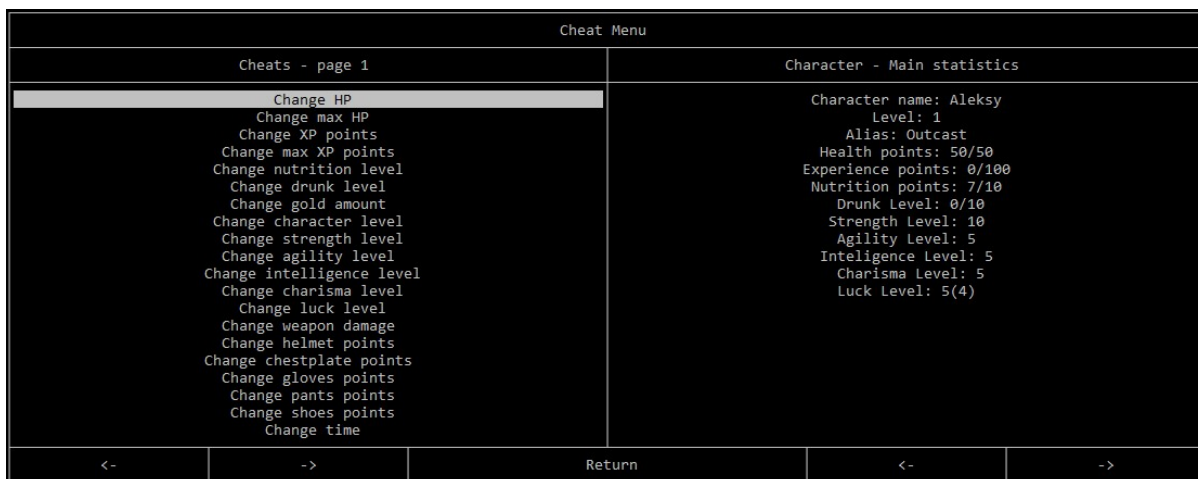 Cheat Menu
Cheats - page 1
Change HP
Change max HP
Change XP points
Change max XP points
Change nutrition level
Change drunk level
Change gold amount
Change character level
Change strength level
Change agility level
Change intelligence level
Change charisma level
Change luck level
Change weapon damage
Change helmet points
Change chestplate points
Change gloves points
Change pants points
Change shoes points
Change time
Character - Main statistics
Character name: Aleksy
Level: 1
Alias: Outcast
Health points: 50/50
Experience points: 0/100
Nutrition points: 7/10
Drunk Level: 0/10
Strength Level: 10
Agility Level: 5
Inteligence Level: 5
Charisma Level: 5
Luck Level: 5(4)
<- -> Return <- ->